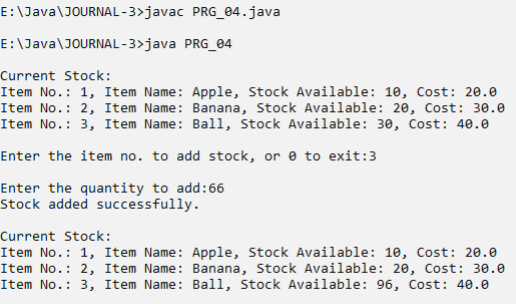 E:\Java\JOURNAL-3>javac PRG_04.java
E:\Java\JOURNAL-3>java PRG_04
Current Stock:
Item No.: 1, Item Name: Apple, Stock Available: 10, Cost: 20.0
Item No.: 2, Item Name: Banana, Stock Available: 20, Cost: 30.0
Item No.: 3, Item Name: Ball, Stock Available: 30, Cost: 40.0
Enter the item no. to add stock, or 0 to exit:3
Enter the quantity to add:66
Stock added successfully.
Current Stock:
Item No.: 1, Item Name: Apple, Stock Available: 10, Cost: 20.0
Item No.: 2, Item Name: Banana, Stock Available: 20, Cost: 30.0
Item No.: 3, Item Name: Ball, Stock Available: 96, Cost: 40.0